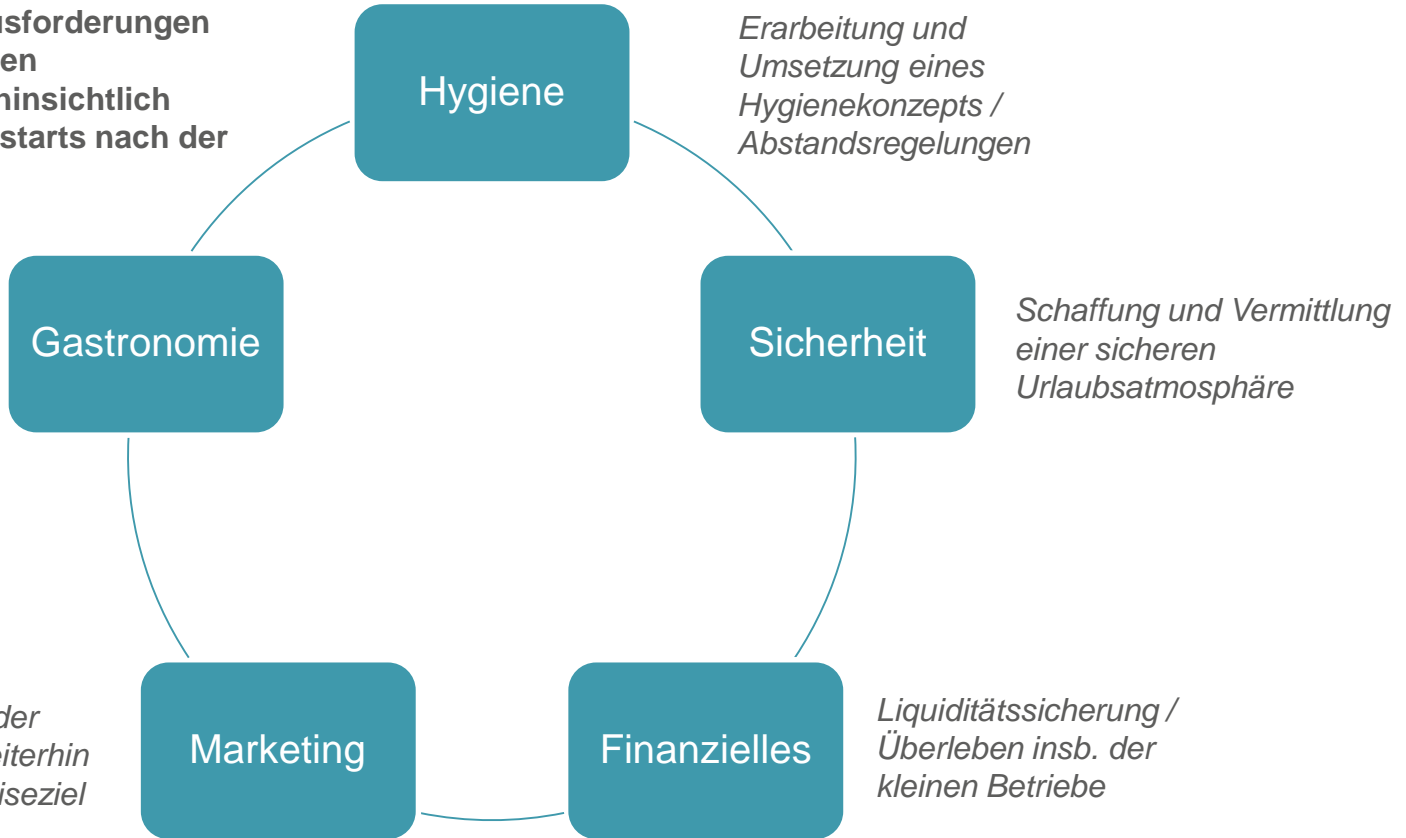 usforderungen
en
hinsichtlich
starts nach der
Hygiene
Erarbeitung und
Umsetzung eines
Hygienekonzepts /
Abstandsregelungen
Gastronomie
Sicherheit
Schaffung und Vermittlung
einer sicheren
Urlaubsatmosphäre
der
eiterhin
iseziel
Marketing
Finanzielles
Liquiditätssicherung /
Überleben insb. der
kleinen Betriebe